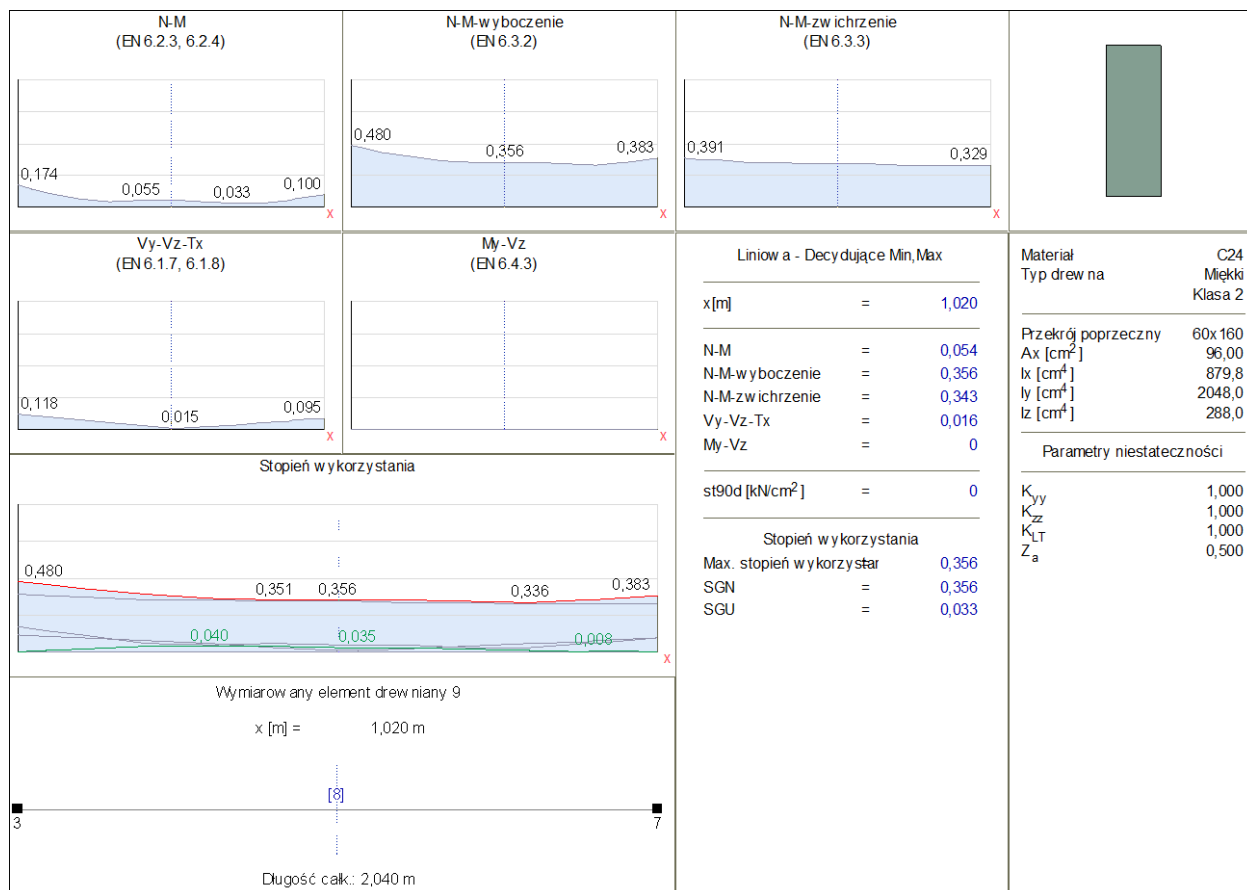 N-M
(EN 6.2.3, 6.2.4)
0,174
0,055
0,033
0,100
x
N-M-wyboczenie
(EN 6.3.2)
0,480
0,356
0,383
x
N-M-zwichrzenie
(EN 6.3.3)
0,391
0,329
x
Vy-Vz-Tx
(EN 6.1.7, 6.1.8)
0,118
0,015
0,095
x
My-Vz
(EN 6.4.3)
x
Stopień wykorzystania
0,480
0,351
0,356
0,336
0,383
0,040
0,035
0,008
x
Wymiarowany element drewniany 9
x [m] = 1,020 m
[8]
3
7
Długość całk.: 2,040 m
Liniowa - Decydujące Min,Max
x [m] = 1,020
N-M = 0,054
N-M-wyboczenie = 0,356
N-M-zwichrzenie = 0,343
Vy-Vz-Tx = 0,016
My-Vz = 0
st90d [kN/cm²] = 0
Stopień wykorzystania
Max. stopień wykorzystan= 0,356
SGN = 0,356
SGU = 0,033
Materiał C24
Typ drewna Miękki
Klasa 2
Przekrój poprzeczny 60x160
Ax [cm²] 96,00
Ix [cm⁴] 879,8
Iy [cm⁴] 2048,0
Iz [cm⁴] 288,0
Parametry niestateczności
Kyy 1,000
Kzz 1,000
KLT 1,000
Za 0,500